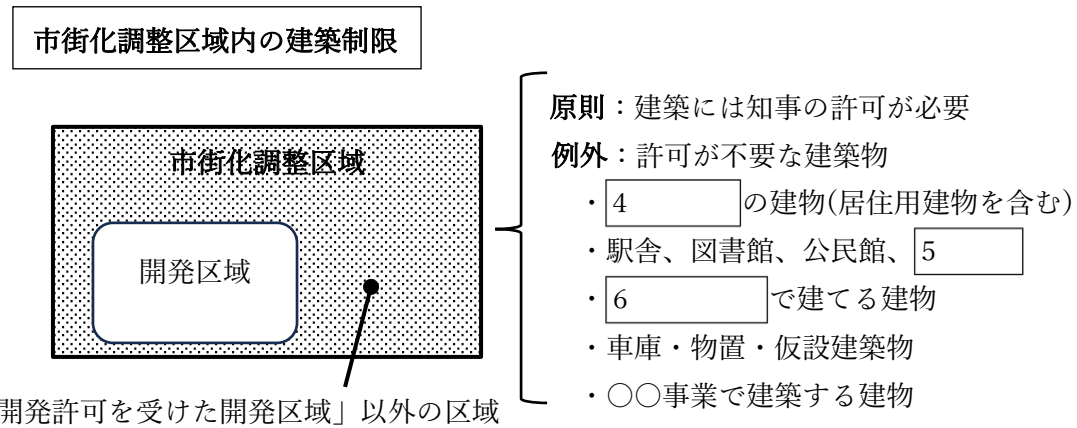 市街化調整区域内の建築制限
市街化調整区域
開発区域
開発許可を受けた開発区域」以外の区域
原則：建築には知事の許可が必要
例外：許可が不要な建築物
・4の建物(居住用建物を含む)
・駅舎、図書館、公民館、5
・6で建てる建物
・車庫・物置・仮設建築物
・○○事業で建築する建物